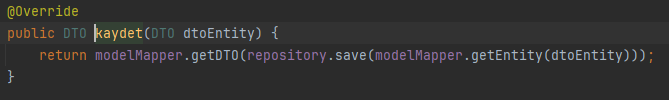 @Override
public DTO kaydet(DTO dtoEntity) {
    return modelMapper.getDTO(repository.save(modelMapper.getEntity(dtoEntity)));
}